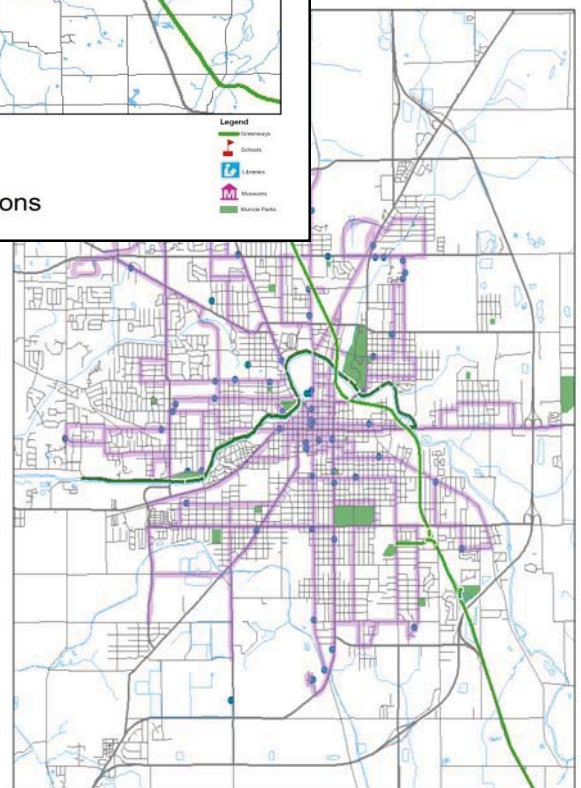 Legend
Greenways
Schools
Libraries
Museums
Muncie Parks
ons